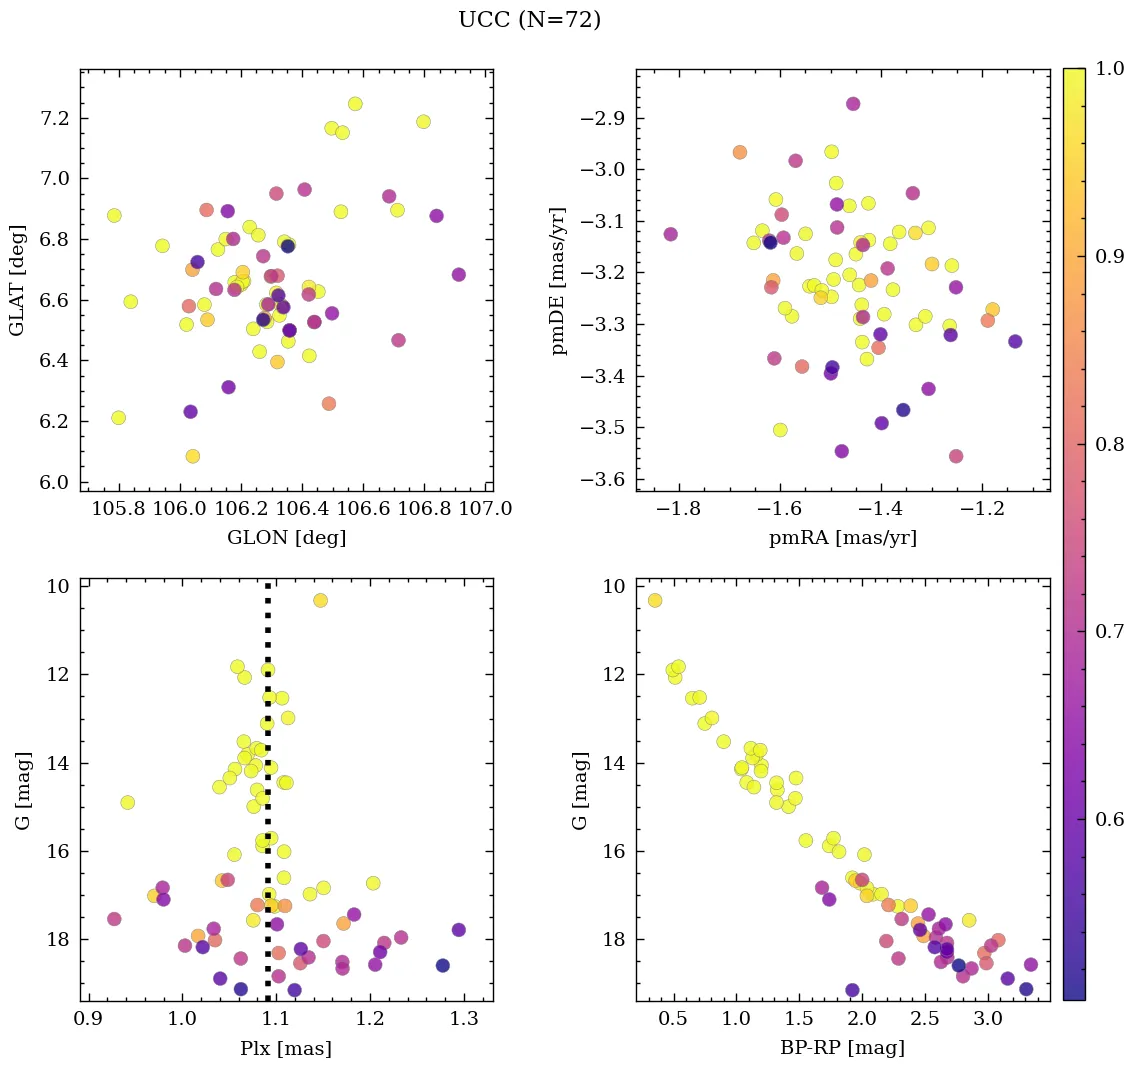 UCC (N=72)
7.2
7.0
6.8
6.6
6.4
6.2
6.0
GLAT [deg]
105.8 106.0 106.2 106.4 106.6 106.8 107.0
GLON [deg]
−2.9
−3.0
−3.1
−3.2
−3.3
−3.4
−3.5
−3.6
pmDE [mas/yr]
−1.8 −1.6 −1.4 −1.2
pmRA [mas/yr]
1.0
0.9
0.8
0.7
0.6
10
12
14
16
18
G [mag]
0.9 1.0 1.1 1.2 1.3
Plx [mas]
10
12
14
16
18
G [mag]
0.5 1.0 1.5 2.0 2.5 3.0
BP-RP [mag]